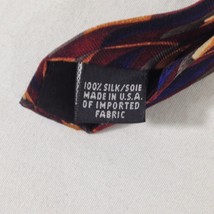 100% SILK/SOIE
MADE IN U.S.A.
OF IMPORTED
FABRIC